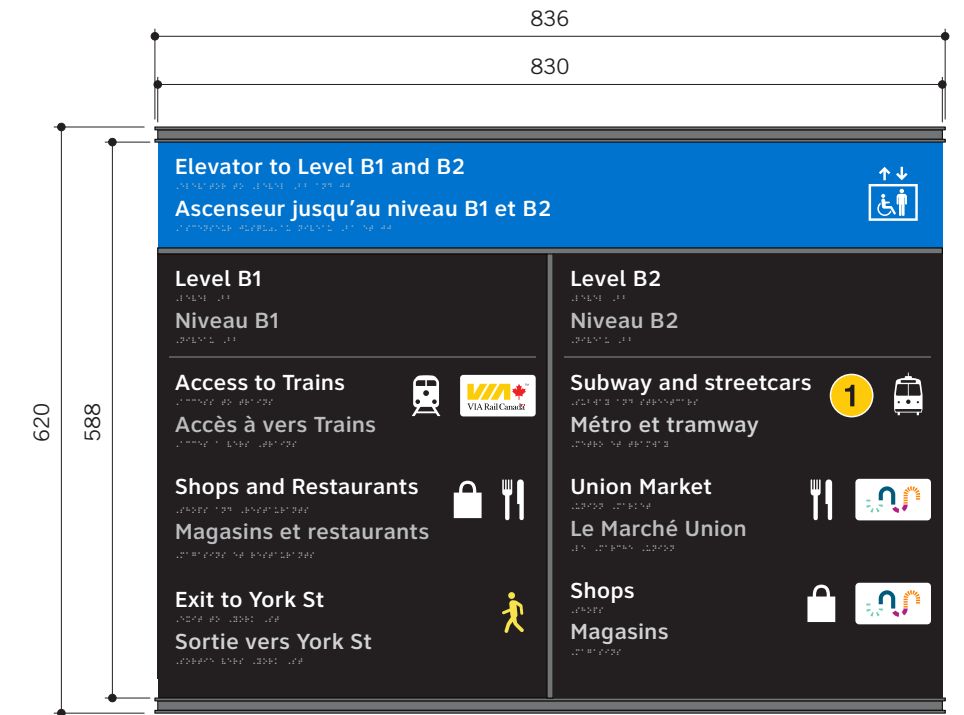 836
830
620
588
Elevator to Level B1 and B2
Ascenseur jusqu'au niveau B1 et B2
Level B1
Niveau B1
Access to Trains
VIA
VIA Rail Canada
Accès à vers Trains
Shops and Restaurants
Magasins et restaurants
Exit to York St
Sortie vers York St
Level B2
Niveau B2
Subway and streetcars
1
Métro et tramway
Union Market
Le Marché Union
Shops
Magasins